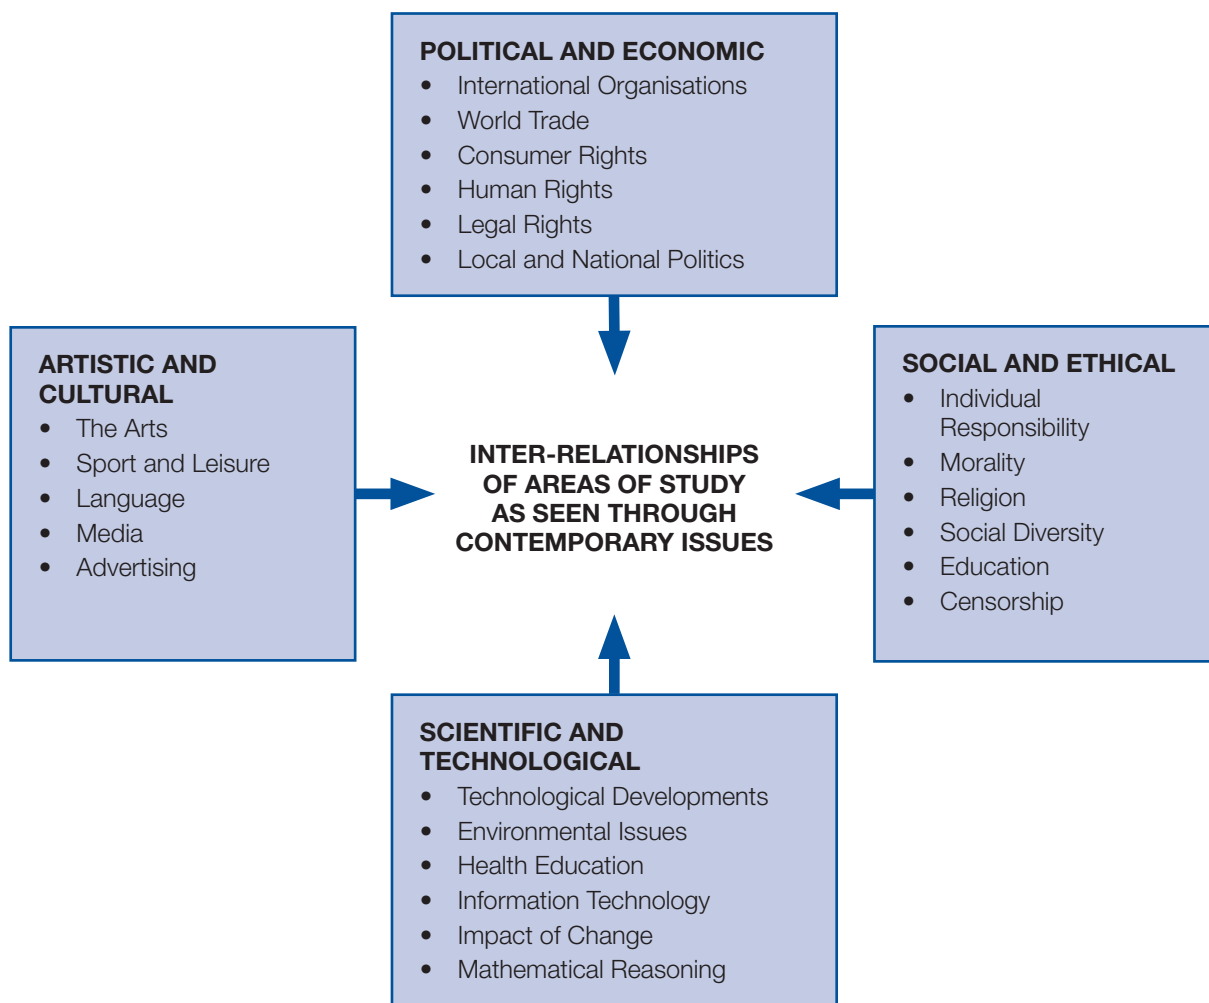 POLITICAL AND ECONOMIC
• International Organisations
• World Trade
• Consumer Rights
• Human Rights
• Legal Rights
• Local and National Politics
ARTISTIC AND
CULTURAL
• The Arts
• Sport and Leisure
• Language
• Media
• Advertising
INTER-RELATIONSHIPS
OF AREAS OF STUDY
AS SEEN THROUGH
CONTEMPORARY ISSUES
SOCIAL AND ETHICAL
• Individual
Responsibility
• Morality
• Religion
• Social Diversity
• Education
• Censorship
SCIENTIFIC AND
TECHNOLOGICAL
• Technological Developments
• Environmental Issues
• Health Education
• Information Technology
• Impact of Change
• Mathematical Reasoning